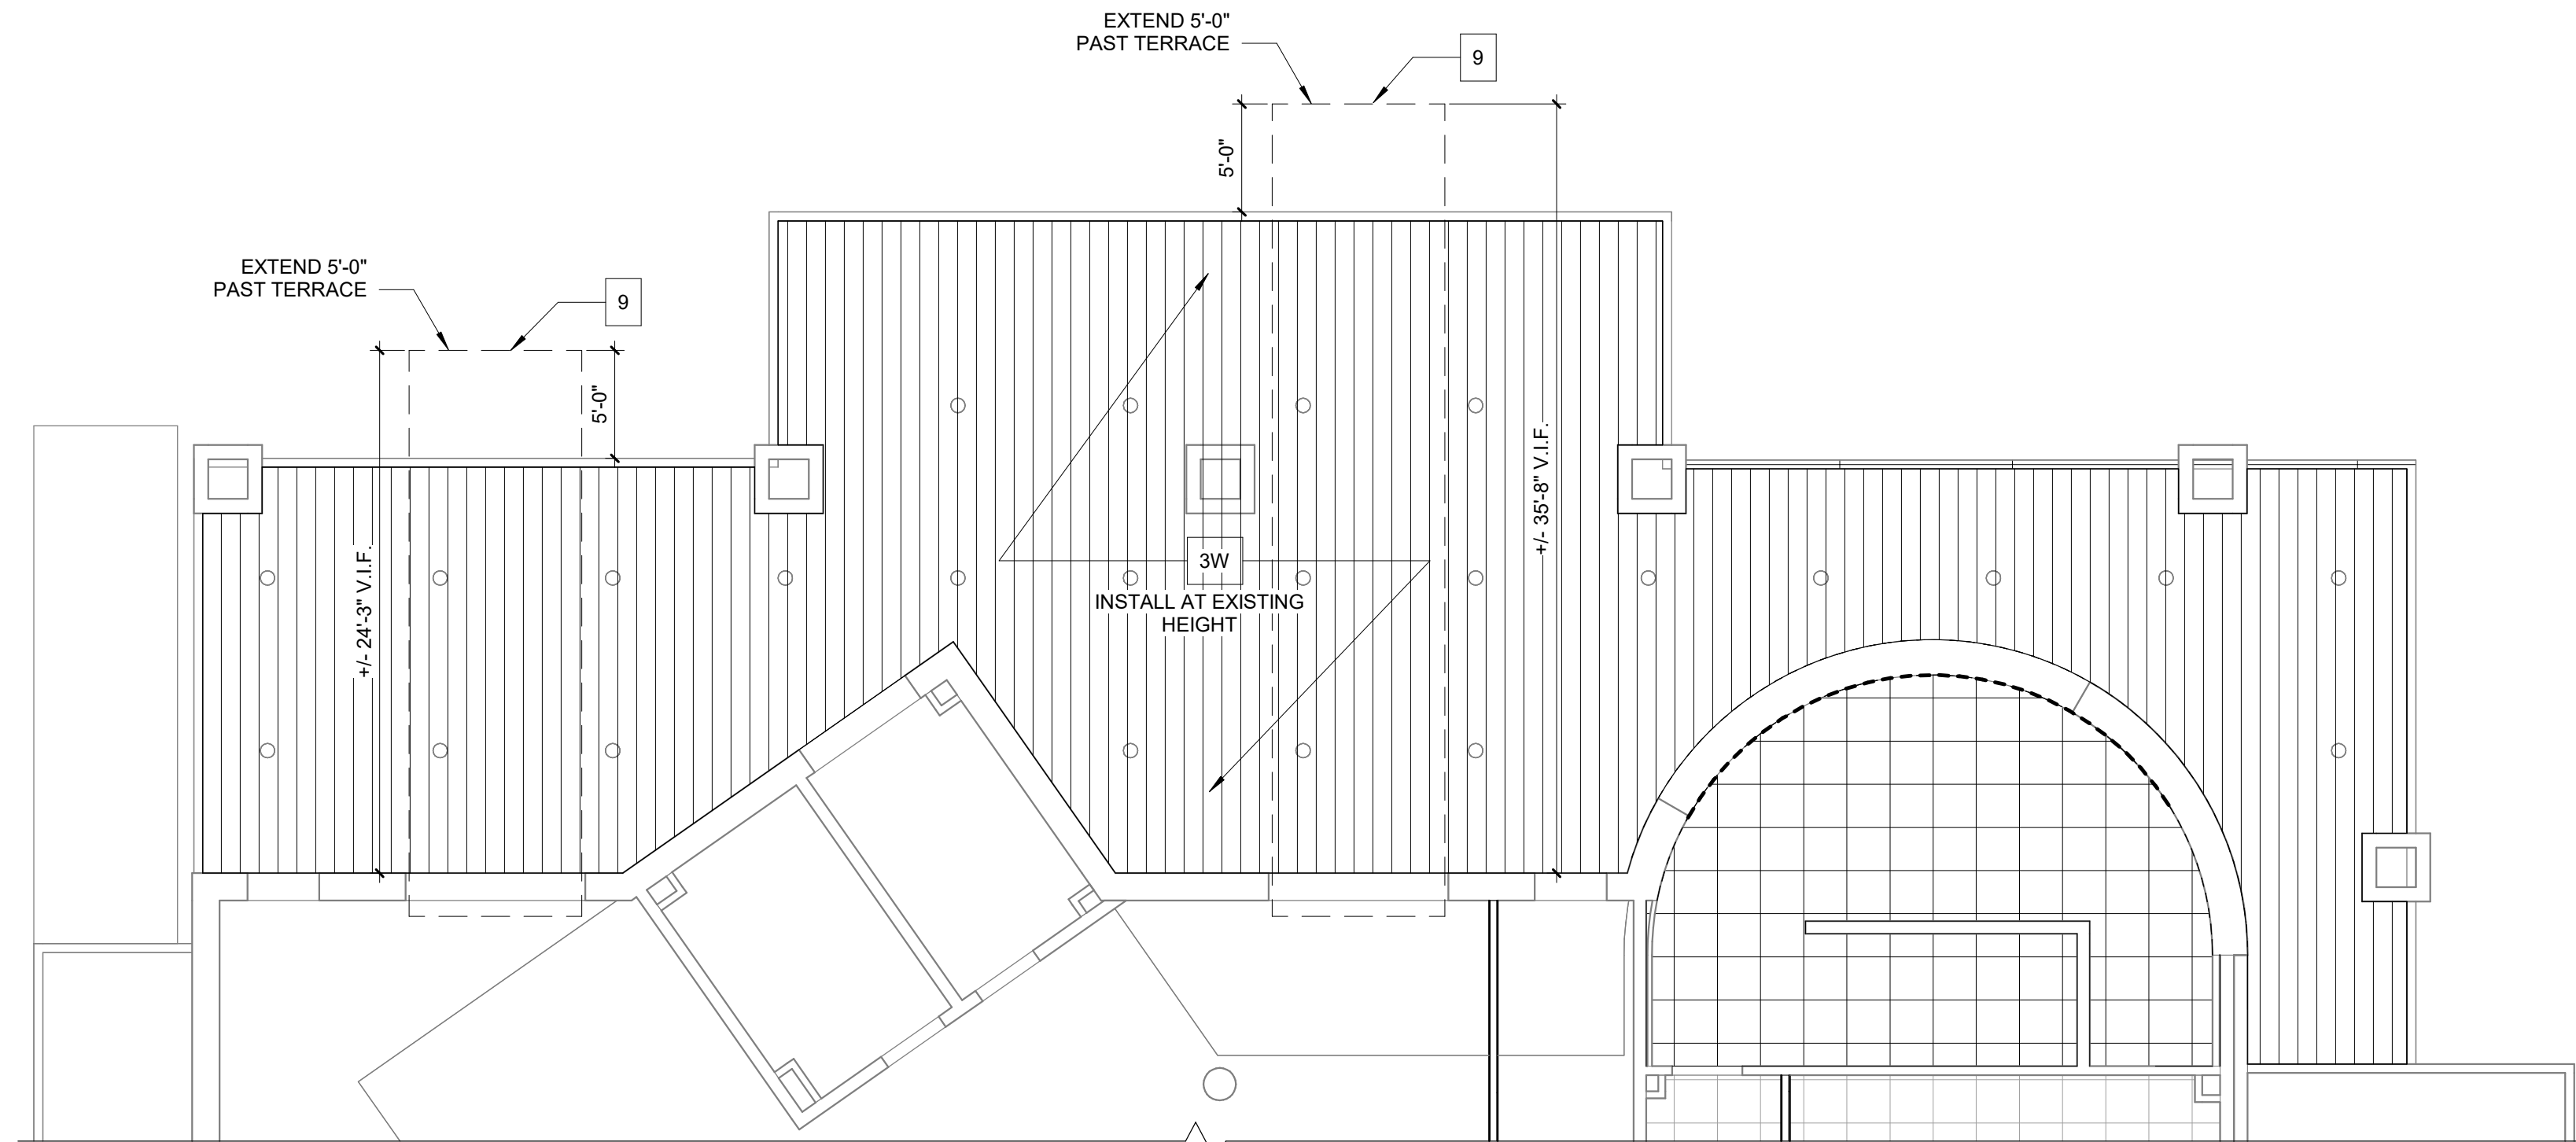 EXTEND 5'-0"
PAST TERRACE
9
5'-0"
EXTEND 5'-0"
PAST TERRACE
9
5'-0"
+/- 24'-3" V.I.F.
+/- 35'-8" V.I.F.
3W
INSTALL AT EXISTING
HEIGHT